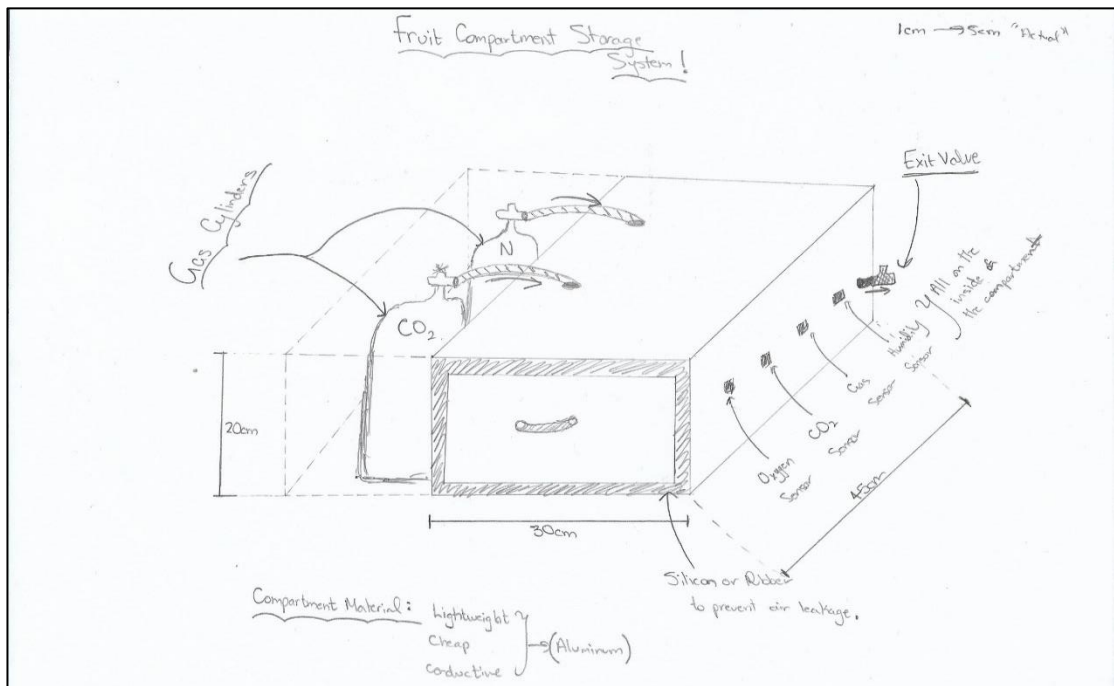 Fruit Compartment Storage
System!
1cm → 5cm "Actual"
Exit Valve
Gas Cylinders
N
CO₂
Humidity
Sensor
All on the
inside of
the compartment
Gas
Sensor
CO₂
Sensor
Oxygen
Sensor
20cm
45cm
30cm
Silicon or Rubber
to prevent air leakage.
Compartment Material:
Lightweight
Cheap
Conductive
→ (Aluminum)